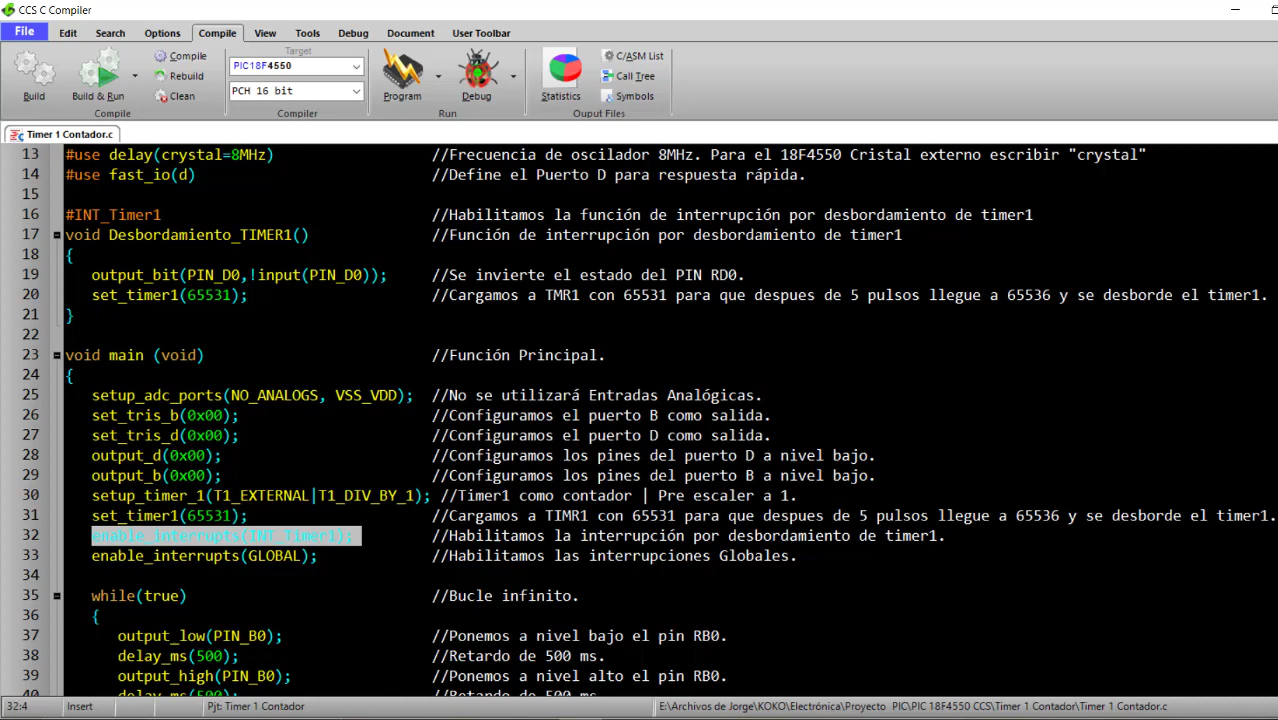 CCS C Compiler
File Edit Search Options Compile View Tools Debug Document User Toolbar
Build
Build & Run
Compile
Rebuild
Clean
Compile
Target
PIC18F4550
PCH 16 bit
Compiler
Program
Debug
Run
Statistics
C/ASM List
Call Tree
Symbols
Ouput Files
Timer 1 Contador.c
13 #use delay(crystal=8MHz) //Frecuencia de oscilador 8MHz. Para el 18F4550 Cristal externo escribir "crystal"
14 #use fast_io(d) //Define el Puerto D para respuesta rápida.
15
16 #INT_Timer1 //Habilitamos la función de interrupción por desbordamiento de timer1
17 void Desbordamiento_TIMER1() //Función de interrupción por desbordamiento de timer1
18 {
19 output_bit(PIN_D0,!input(PIN_D0)); //Se invierte el estado del PIN RD0.
20 set_timer1(65531); //Cargamos a TMR1 con 65531 para que despues de 5 pulsos llegue a 65536 y se desborde el timer1.
21 }
22
23 void main (void) //Función Principal.
24 {
25 setup_adc_ports(NO_ANALOGS, VSS_VDD); //No se utilizará Entradas Analógicas.
26 set_tris_b(0x00); //Configuramos el puerto B como salida.
27 set_tris_d(0x00); //Configuramos el puerto D como salida.
28 output_d(0x00); //Configuramos los pines del puerto D a nivel bajo.
29 output_b(0x00); //Configuramos los pines del puerto B a nivel bajo.
30 setup_timer_1(T1_EXTERNAL|T1_DIV_BY_1); //Timer1 como contador | Pre escaler a 1.
31 set_timer1(65531); //Cargamos a TIMR1 con 65531 para que despues de 5 pulsos llegue a 65536 y se desborde el timer1.
32 enable_interrupts(INT_Timer1); //Habilitamos la interrupción por desbordamiento de timer1.
33 enable_interrupts(GLOBAL); //Habilitamos las interrupciones Globales.
34
35 while(true) //Bucle infinito.
36 {
37 output_low(PIN_B0); //Ponemos a nivel bajo el pin RB0.
38 delay_ms(500); //Retardo de 500 ms.
39 output_high(PIN_B0); //Ponemos a nivel alto el pin RB0.
40 delay_ms(500); //Retardo de 500 ms.
32:4 Insert Pjt: Timer 1 Contador E:\Archivos de Jorge\KOKO\Electrónica\Proyecto PIC\PIC 18F4550 CCS\Timer 1 Contador\Timer 1 Contador.c